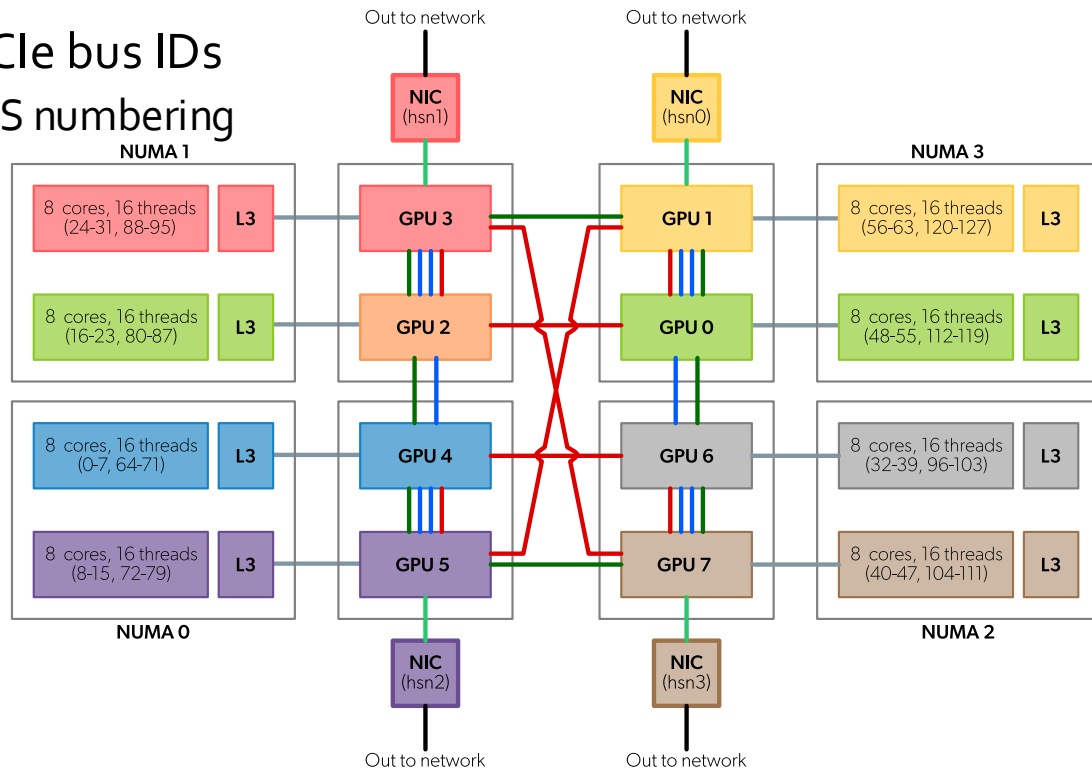 Out to network
Out to network
CIe bus IDs
S numbering
NIC
(hsn1)
NIC
(hsn0)
NUMA 1
NUMA 3
8 cores, 16 threads
(24-31, 88-95)
L3
GPU 3
GPU 1
8 cores, 16 threads
(56-63, 120-127)
L3
8 cores, 16 threads
(16-23, 80-87)
L3
GPU 2
GPU 0
8 cores, 16 threads
(48-55, 112-119)
L3
8 cores, 16 threads
(0-7, 64-71)
L3
GPU 4
GPU 6
8 cores, 16 threads
(32-39, 96-103)
L3
8 cores, 16 threads
(8-15, 72-79)
L3
GPU 5
GPU 7
8 cores, 16 threads
(40-47, 104-111)
L3
NUMA 0
NUMA 2
NIC
(hsn2)
NIC
(hsn3)
Out to network
Out to network